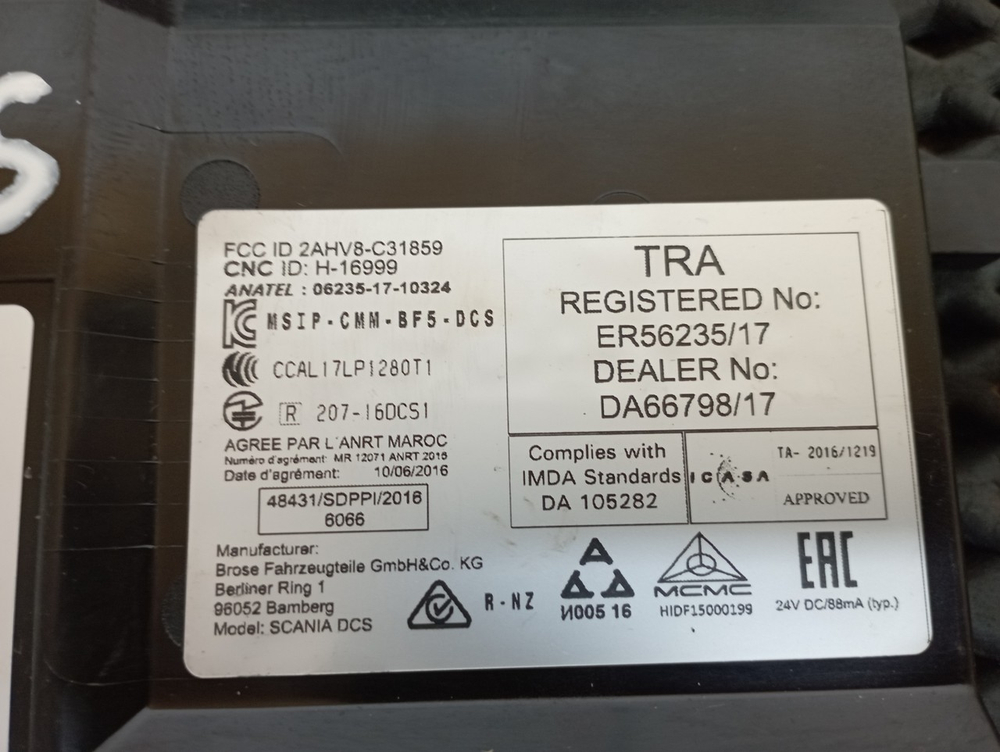 S
FCC ID 2AHV8-C31859
CNC ID: H-16999
ANATEL : 06235-17-10324
MSIP-CMM-BF5-DCS
CCAL17LP1280T1
R 207-16DCS1
AGREE PAR L'ANRT MAROC
Numéro d'agrément: MR 12071 ANRT 2016
Date d'agrément: 10/06/2016
48431/SDPPI/2016
6066
Manufacturer:
Brose Fahrzeugteile GmbH&Co. KG
Berliner Ring 1
96052 Bamberg
Model: SCANIA DCS
TRA
REGISTERED No:
ER56235/17
DEALER No:
DA66798/17
Complies with
IMDA Standards
DA 105282
ICASA
TA- 2016/1219
APPROVED
R-NZ
И005 16
MCMC
HIDF15000199
EAC
24V DC/88mA (typ.)